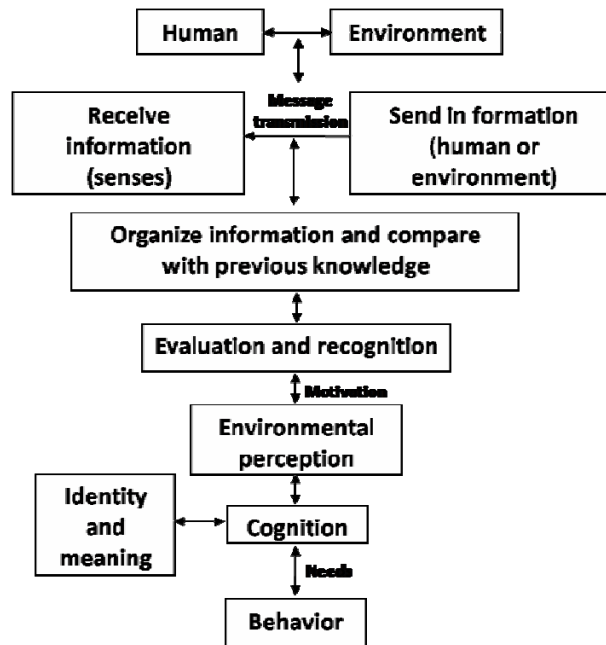 Human
Environment
Message
transmission
Receive
information
(senses)
Send in formation
(human or
environment)
Organize information and compare
with previous knowledge
Evaluation and recognition
Motivation
Environmental
perception
Identity
and
meaning
Cognition
Needs
Behavior